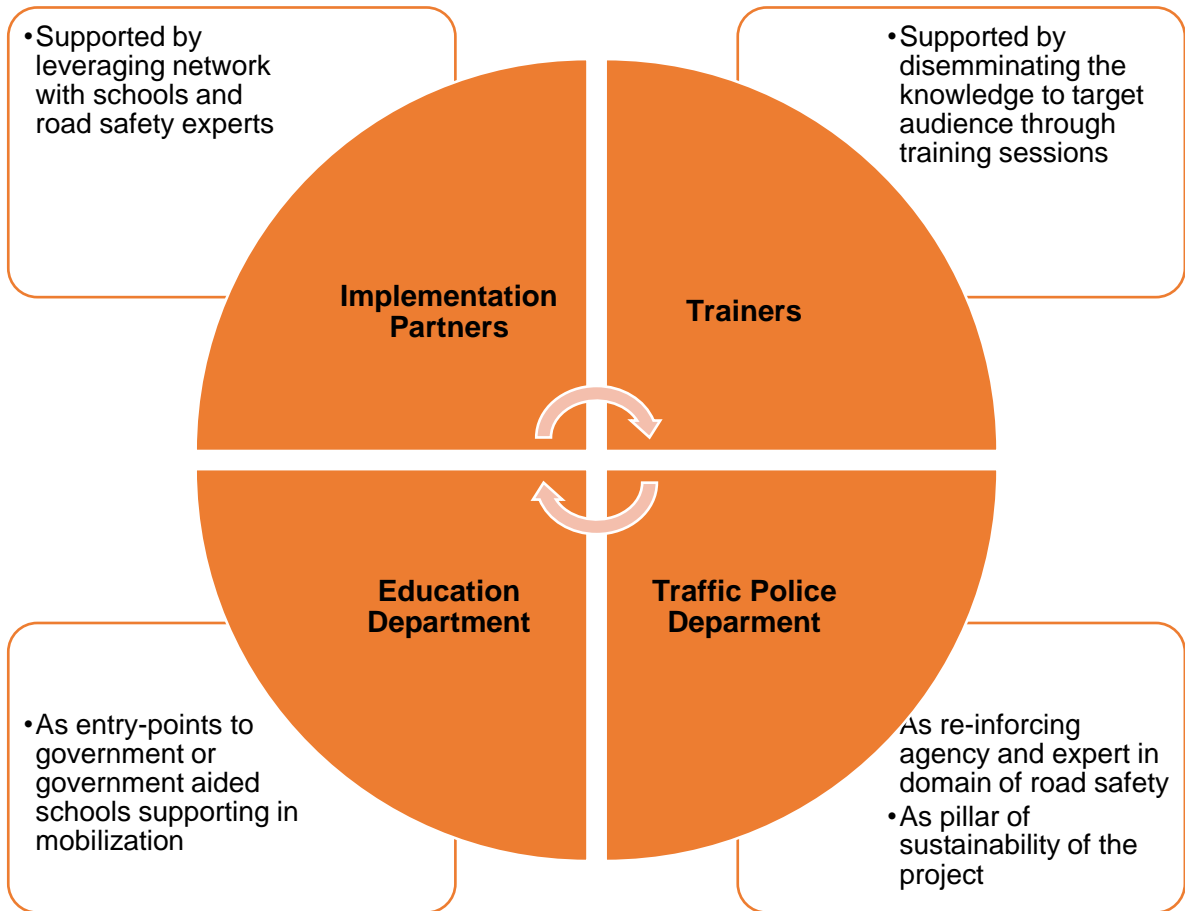 •Supported by
leveraging network
with schools and
road safety experts
•Supported by
disemminating the
knowledge to target
audience through
training sessions
Implementation
Partners
Trainers
Education
Department
Traffic Police
Deparment
•As entry-points to
government or
government aided
schools supporting in
mobilization
As re-inforcing
agency and expert in
domain of road safety
•As pillar of
sustainability of the
project